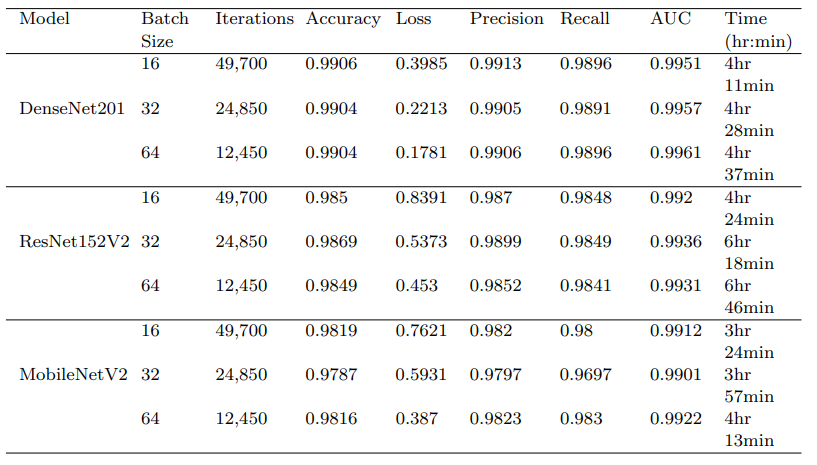 Model Batch Size Iterations Accuracy Loss Precision Recall AUC Time (hr:min)
DenseNet201 16 49,700 0.9906 0.3985 0.9913 0.9896 0.9951 4hr 11min
32 24,850 0.9904 0.2213 0.9905 0.9891 0.9957 4hr 28min
64 12,450 0.9904 0.1781 0.9906 0.9896 0.9961 4hr 37min
ResNet152V2 16 49,700 0.985 0.8391 0.987 0.9848 0.992 4hr 24min
32 24,850 0.9869 0.5373 0.9899 0.9849 0.9936 6hr 18min
64 12,450 0.9849 0.453 0.9852 0.9841 0.9931 6hr 46min
MobileNetV2 16 49,700 0.9819 0.7621 0.982 0.98 0.9912 3hr 24min
32 24,850 0.9787 0.5931 0.9797 0.9697 0.9901 3hr 57min
64 12,450 0.9816 0.387 0.9823 0.983 0.9922 4hr 13min